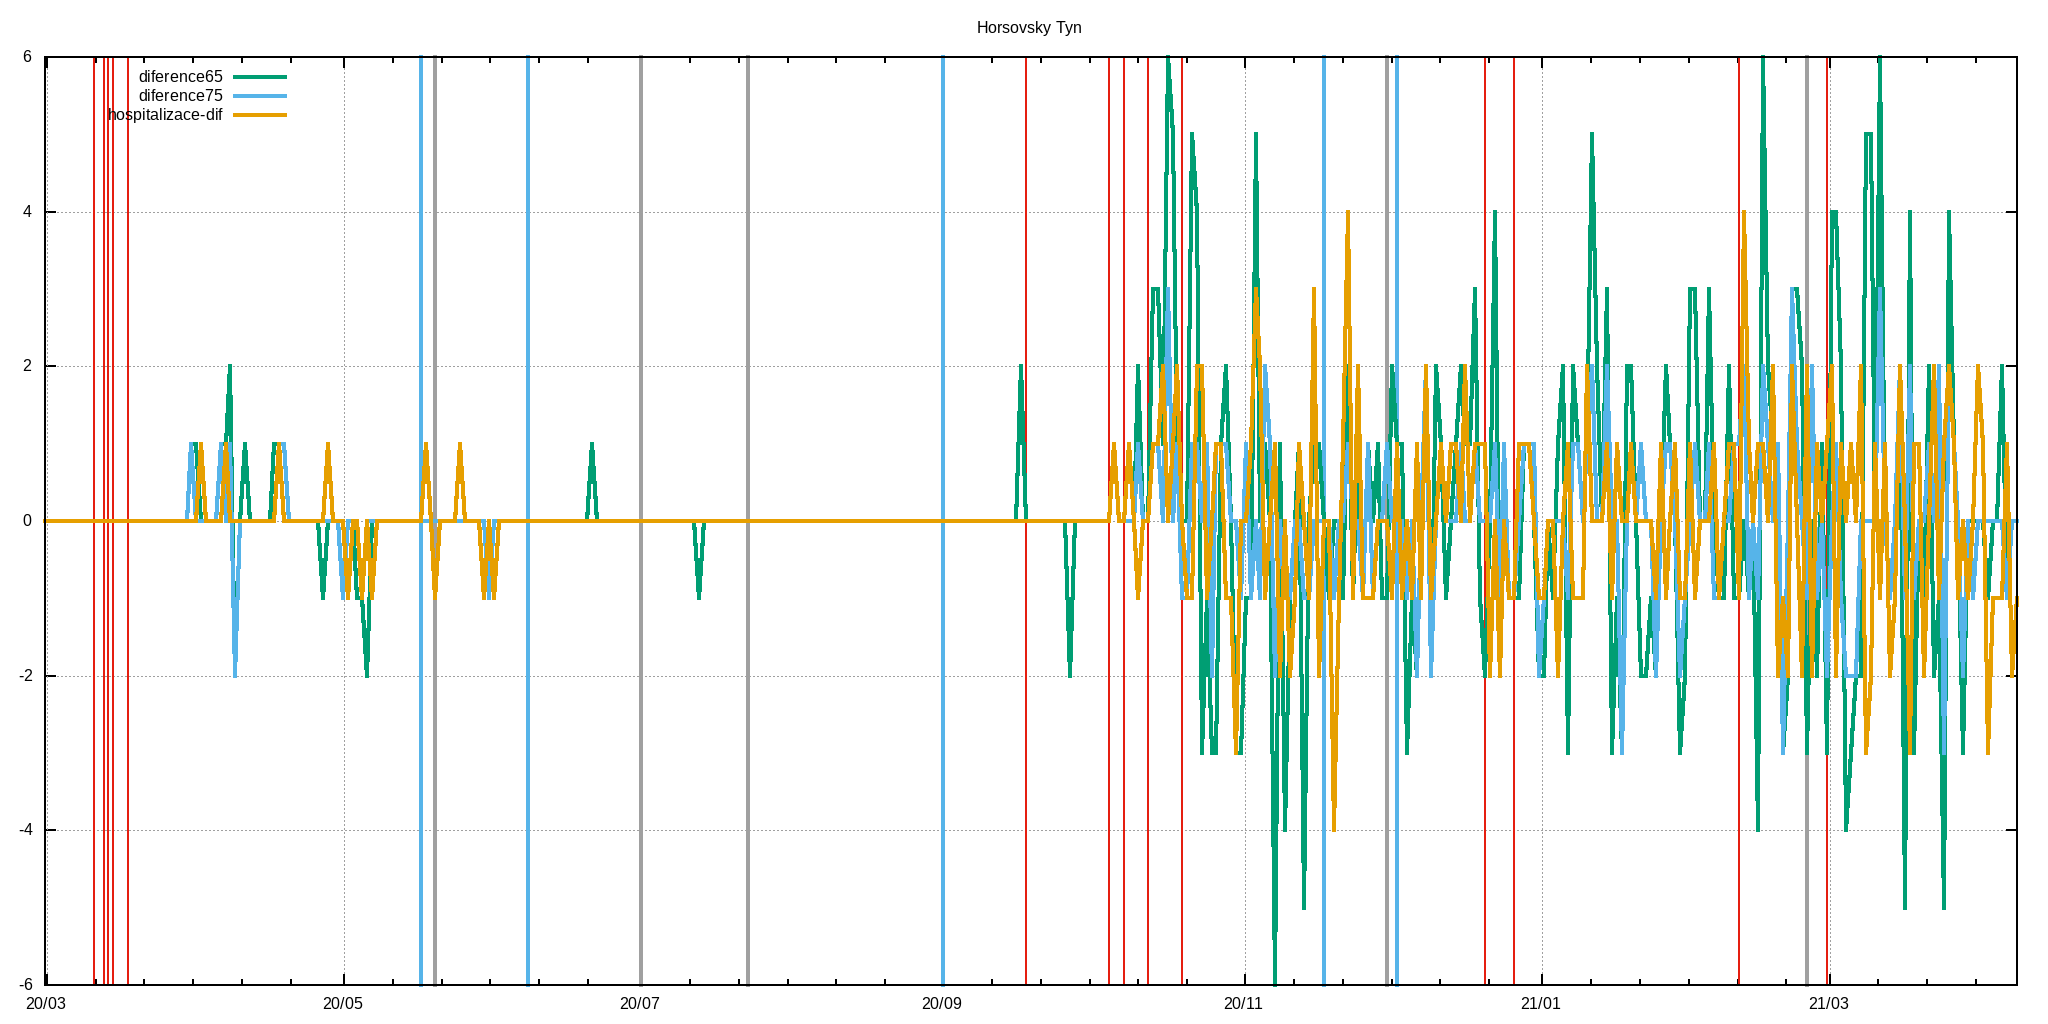 Horsovsky Tyn
6
diference65
diference75
hospitalizace-dif
4
2
0
-2
-4
-6
20/03 20/05 20/07 20/09 20/11 21/01 21/03